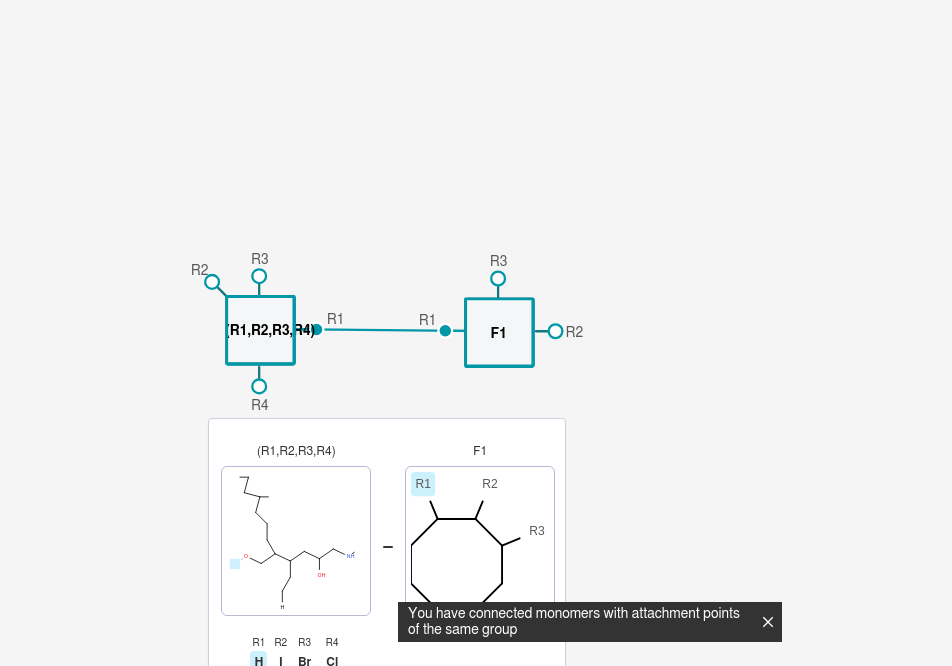 R3
R2
R3
R1
R1
(R1,R2,R3,R4)
F1
R2
R4
(R1,R2,R3,R4)
F1
R1
R2
R3
O
NH
OH
H
You have connected monomers with attachment points
of the same group
R1 R2 R3 R4
H I Br Cl